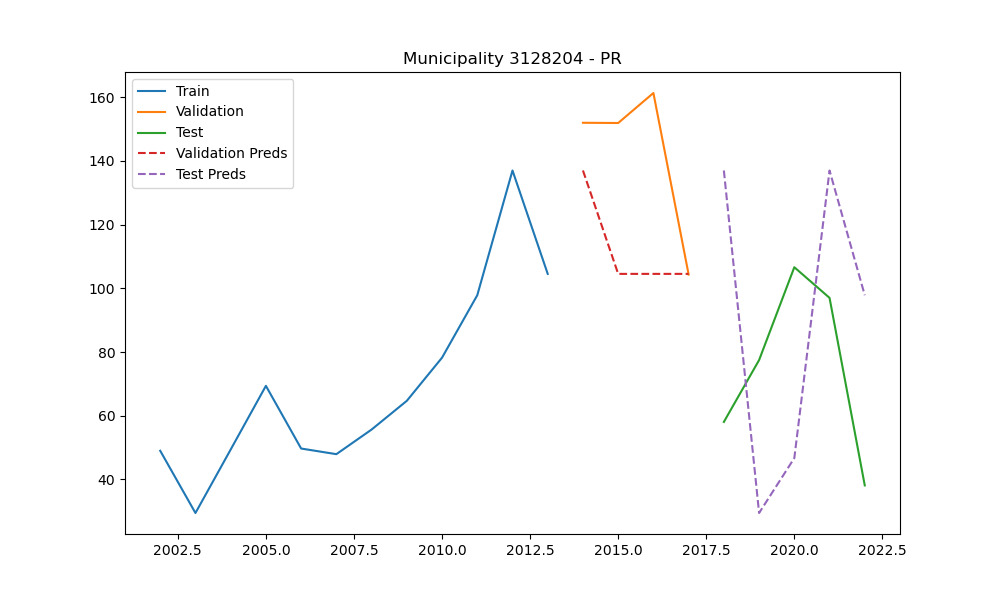 Municipality 3128204 - PR
Train
Validation
Test
Validation Preds
Test Preds
160
140
120
100
80
60
40
2002.5 2005.0 2007.5 2010.0 2012.5 2015.0 2017.5 2020.0 2022.5